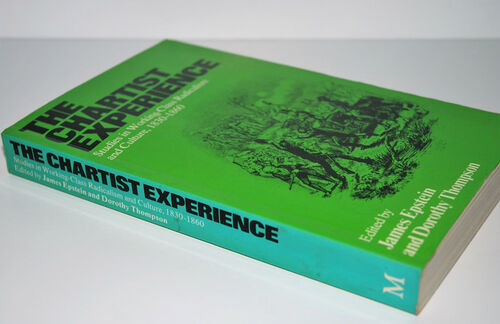 THE
CHARTIST
EXPERIENCE
Studies in Working-Class Radicalism
and Culture, 1830-1860
Edited by
James Epstein
and Dorothy Thompson
THE CHARTIST EXPERIENCE
Studies in Working-Class Radicalism and Culture, 1830-1860
Edited by James Epstein and Dorothy Thompson
M